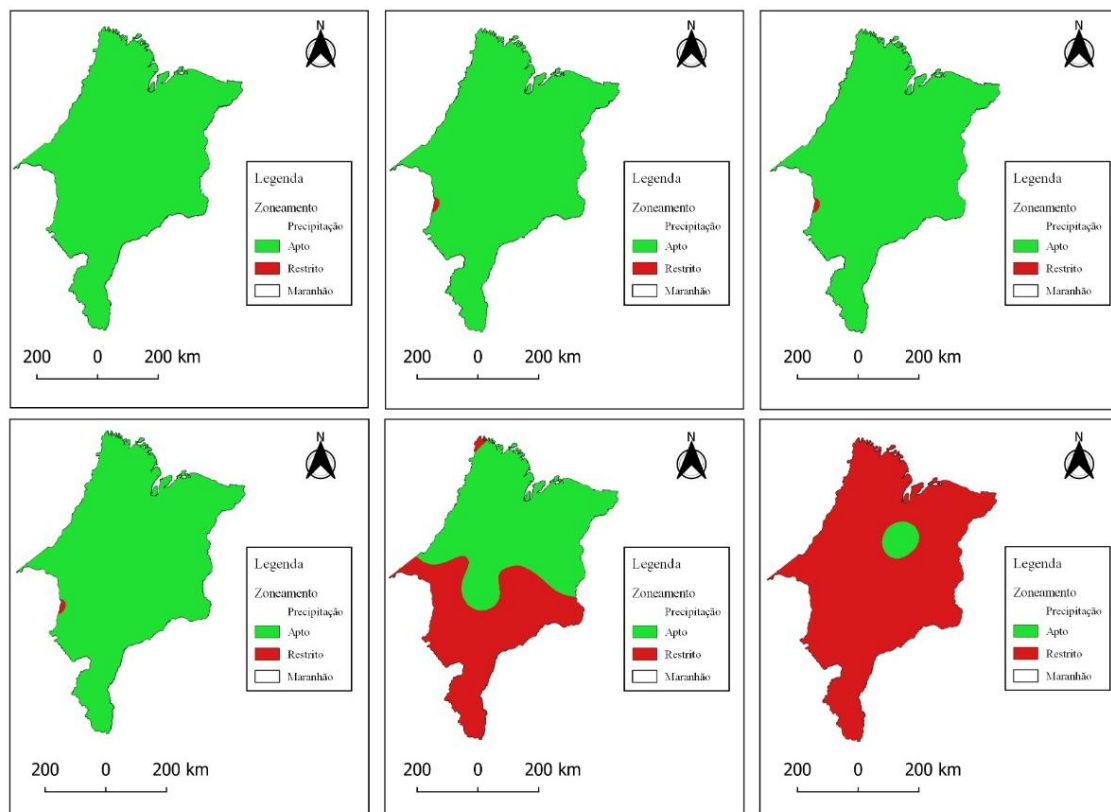 N
Legenda
Zoneamento
Precipitação
Apto
Restrito
Maranhão
200 0 200 km
N
Legenda
Zoneamento
Precipitação
Apto
Restrito
Maranhão
200 0 200 km
N
Legenda
Zoneamento
Precipitação
Apto
Restrito
Maranhão
200 0 200 km
N
Legenda
Zoneamento
Precipitação
Apto
Restrito
Maranhão
200 0 200 km
N
Legenda
Zoneamento
Precipitação
Apto
Restrito
Maranhão
200 0 200 km
N
Legenda
Zoneamento
Precipitação
Apto
Restrito
Maranhão
200 0 200 km